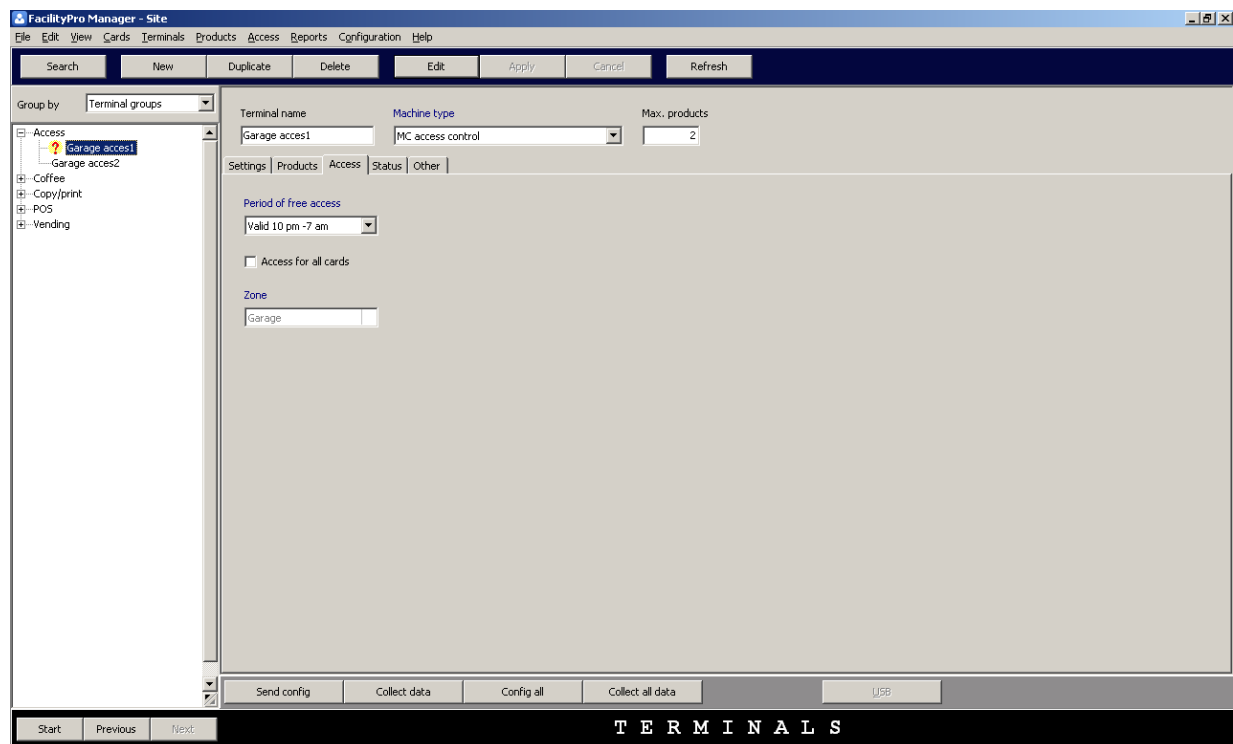 FacilityPro Manager - Site
File Edit View Cards Terminals Products Access Reports Configuration Help
Search New Duplicate Delete Edit Apply Cancel Refresh
Group by Terminal groups
Access
? Garage acces1
Garage acces2
Coffee
Copy/print
POS
Vending
Terminal name Machine type Max. products
Garage acces1 MC access control 2
Settings Products Access Status Other
Period of free access
Valid 10 pm -7 am
Access for all cards
Zone
Garage
Send config Collect data Config all Collect all data USB
Start Previous Next
TERMINALS